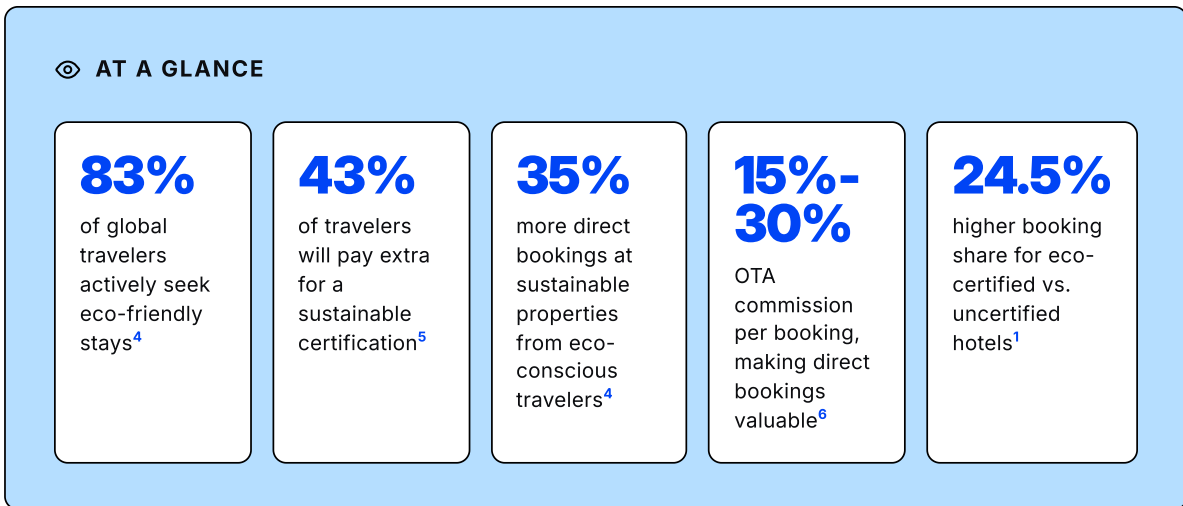 AT A GLANCE
83%
of global
travelers
actively seek
eco-friendly
stays4
43%
of travelers
will pay extra
for a
sustainable
certification5
35%
more direct
bookings at
sustainable
properties
from eco-
conscious
travelers4
15%-
30%
OTA
commission
per booking,
making direct
bookings
valuable6
24.5%
higher booking
share for eco-
certified vs.
uncertified
hotels1